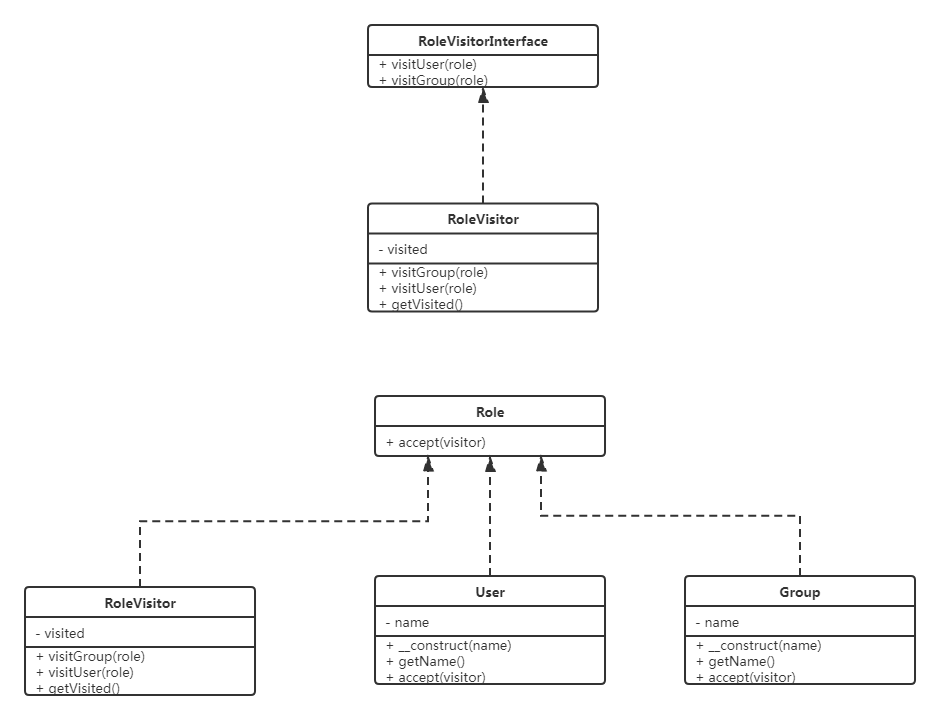 RoleVisitorInterface
+ visitUser(role)
+ visitGroup(role)
RoleVisitor
- visited
+ visitGroup(role)
+ visitUser(role)
+ getVisited()
Role
+ accept(visitor)
RoleVisitor
- visited
+ visitGroup(role)
+ visitUser(role)
+ getVisited()
User
- name
+ __construct(name)
+ getName()
+ accept(visitor)
Group
- name
+ __construct(name)
+ getName()
+ accept(visitor)